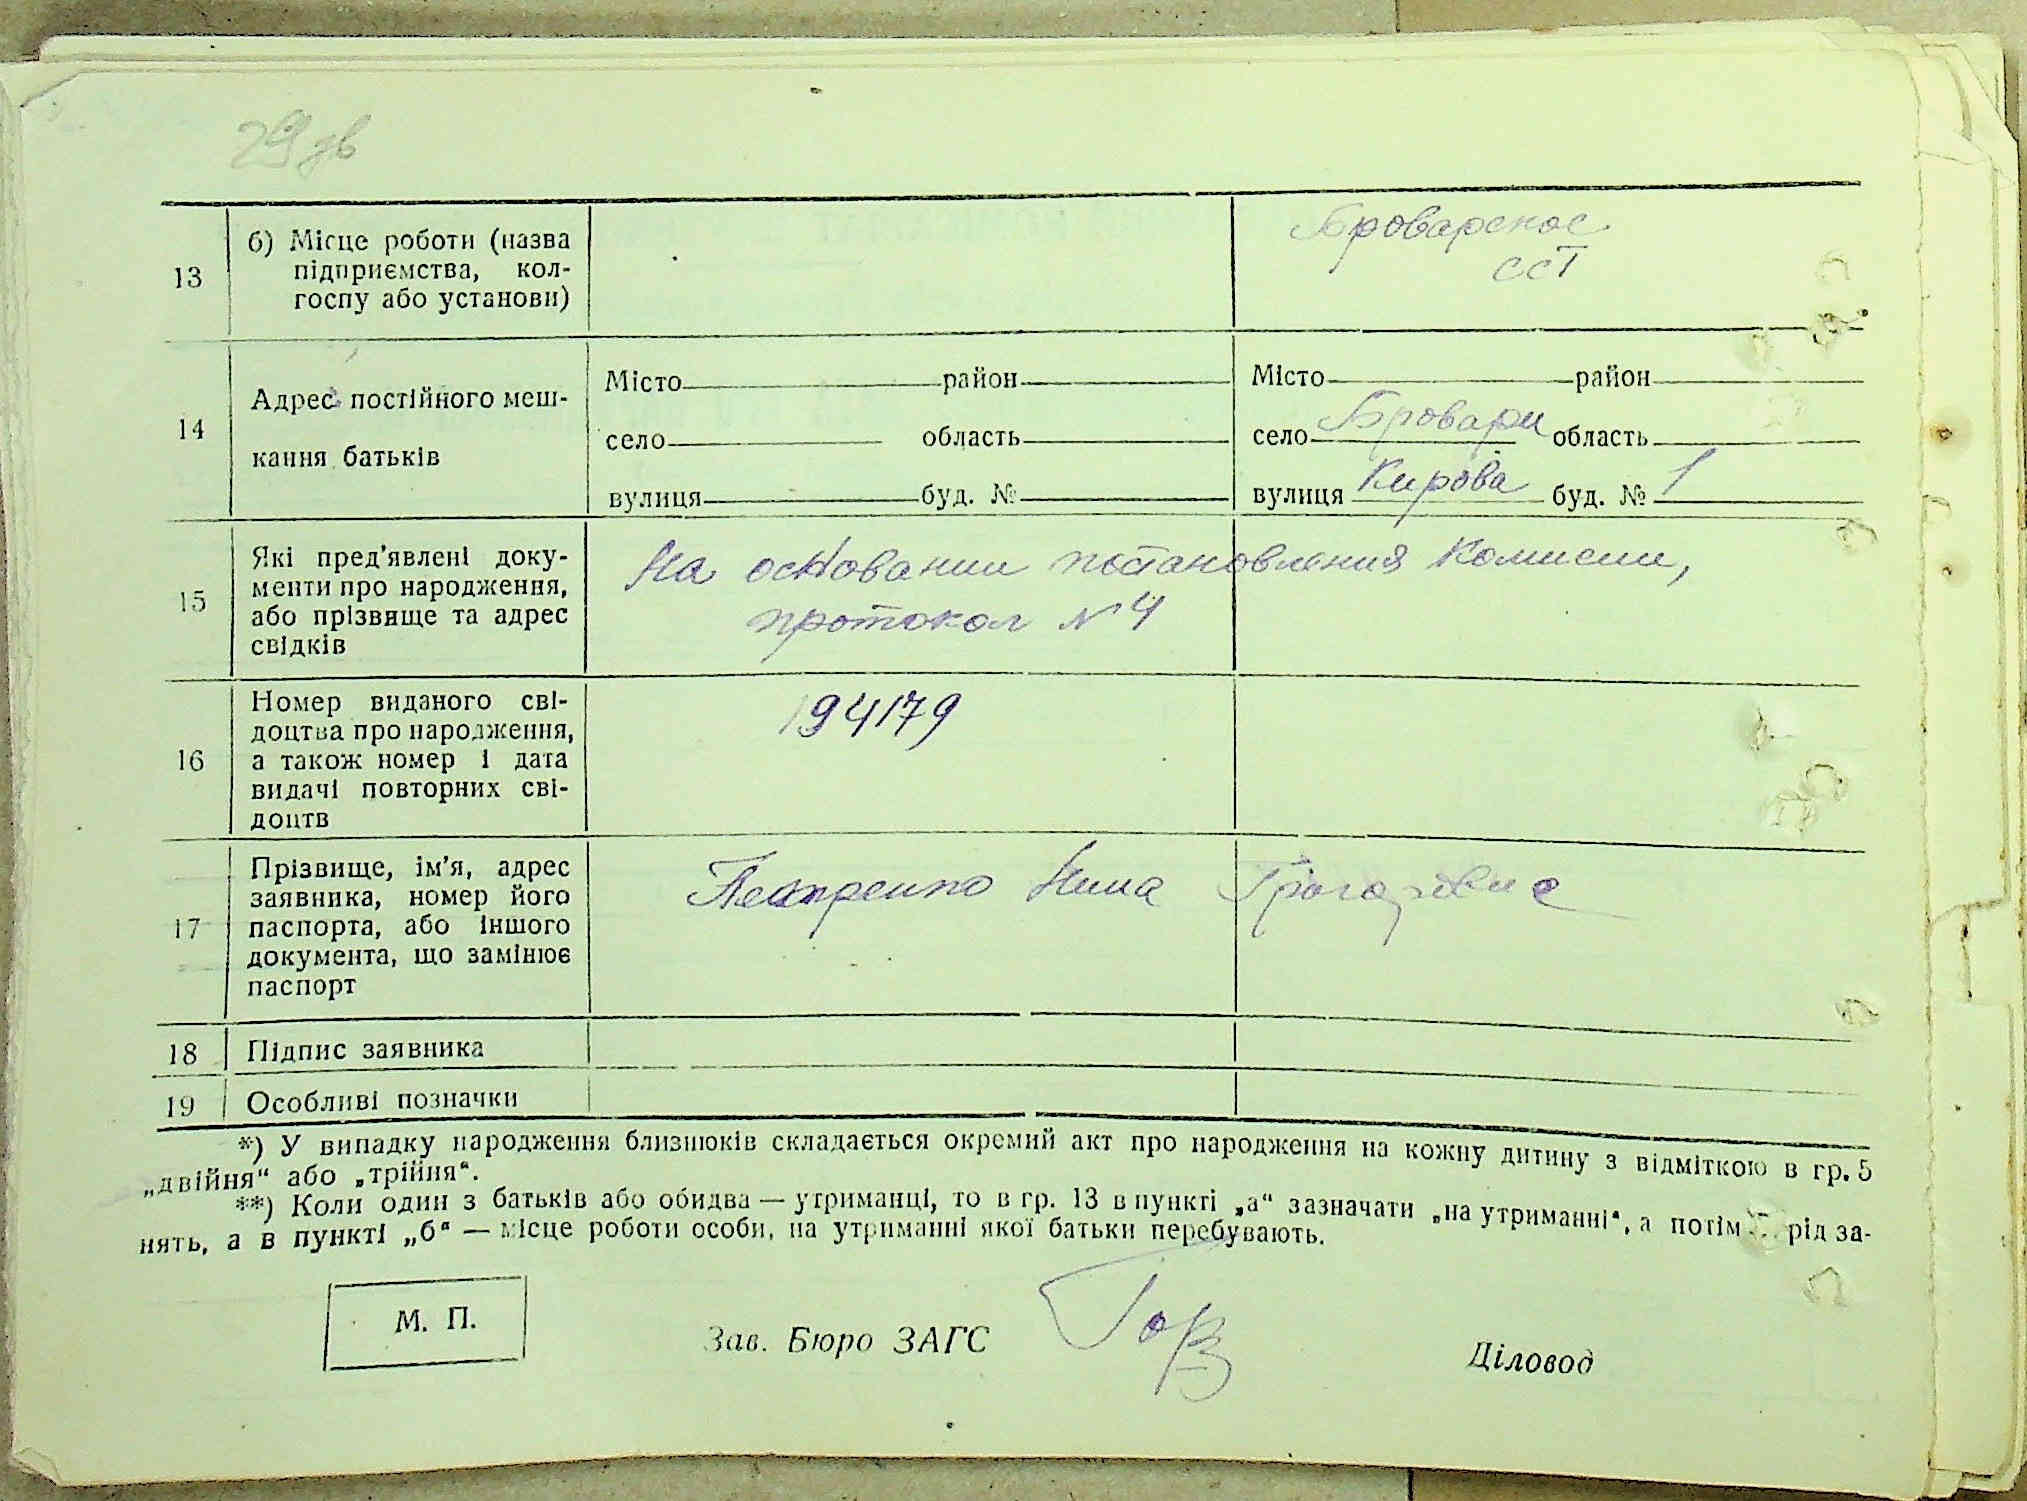 29 зв
13
б) Місце роботи (назва
підприємства, кол-
госпу або установи)
Броварское
ССТ
14
Адрес постійного меш-
кання батьків
Місто район
село область
вулиця буд. №
Місто район
село Бровари область
вулиця Кирова буд. № 1
15
Які пред'явлені доку-
менти про народження,
або прізвище та адрес
свідків
На основании постановления Комисии,
протокол №4
16
Номер виданого сві-
доцтва про народження,
а також номер і дата
видачі повторних сві-
доцтв
194179
17
Прізвище, ім'я, адрес
заявника, номер його
паспорта, або іншого
документа, що замінює
паспорт
Петренко Нина
18 Підпис заявника
19 Особливі позначки
*) У випадку народження близнюків складається окремий акт про народження на кожну дитину з відміткою в гр. 5
„двійня“ або „трійня“.
**) Коли один з батьків або обидва — утриманці, то в гр. 13 в пункті „а“ зазначати „на утриманні“, а потім рід за-
нять, а в пункті „б“ — місце роботи особи, на утриманні якої батьки перебувають.
М. П.
Зав. Бюро ЗАГС
Діловод